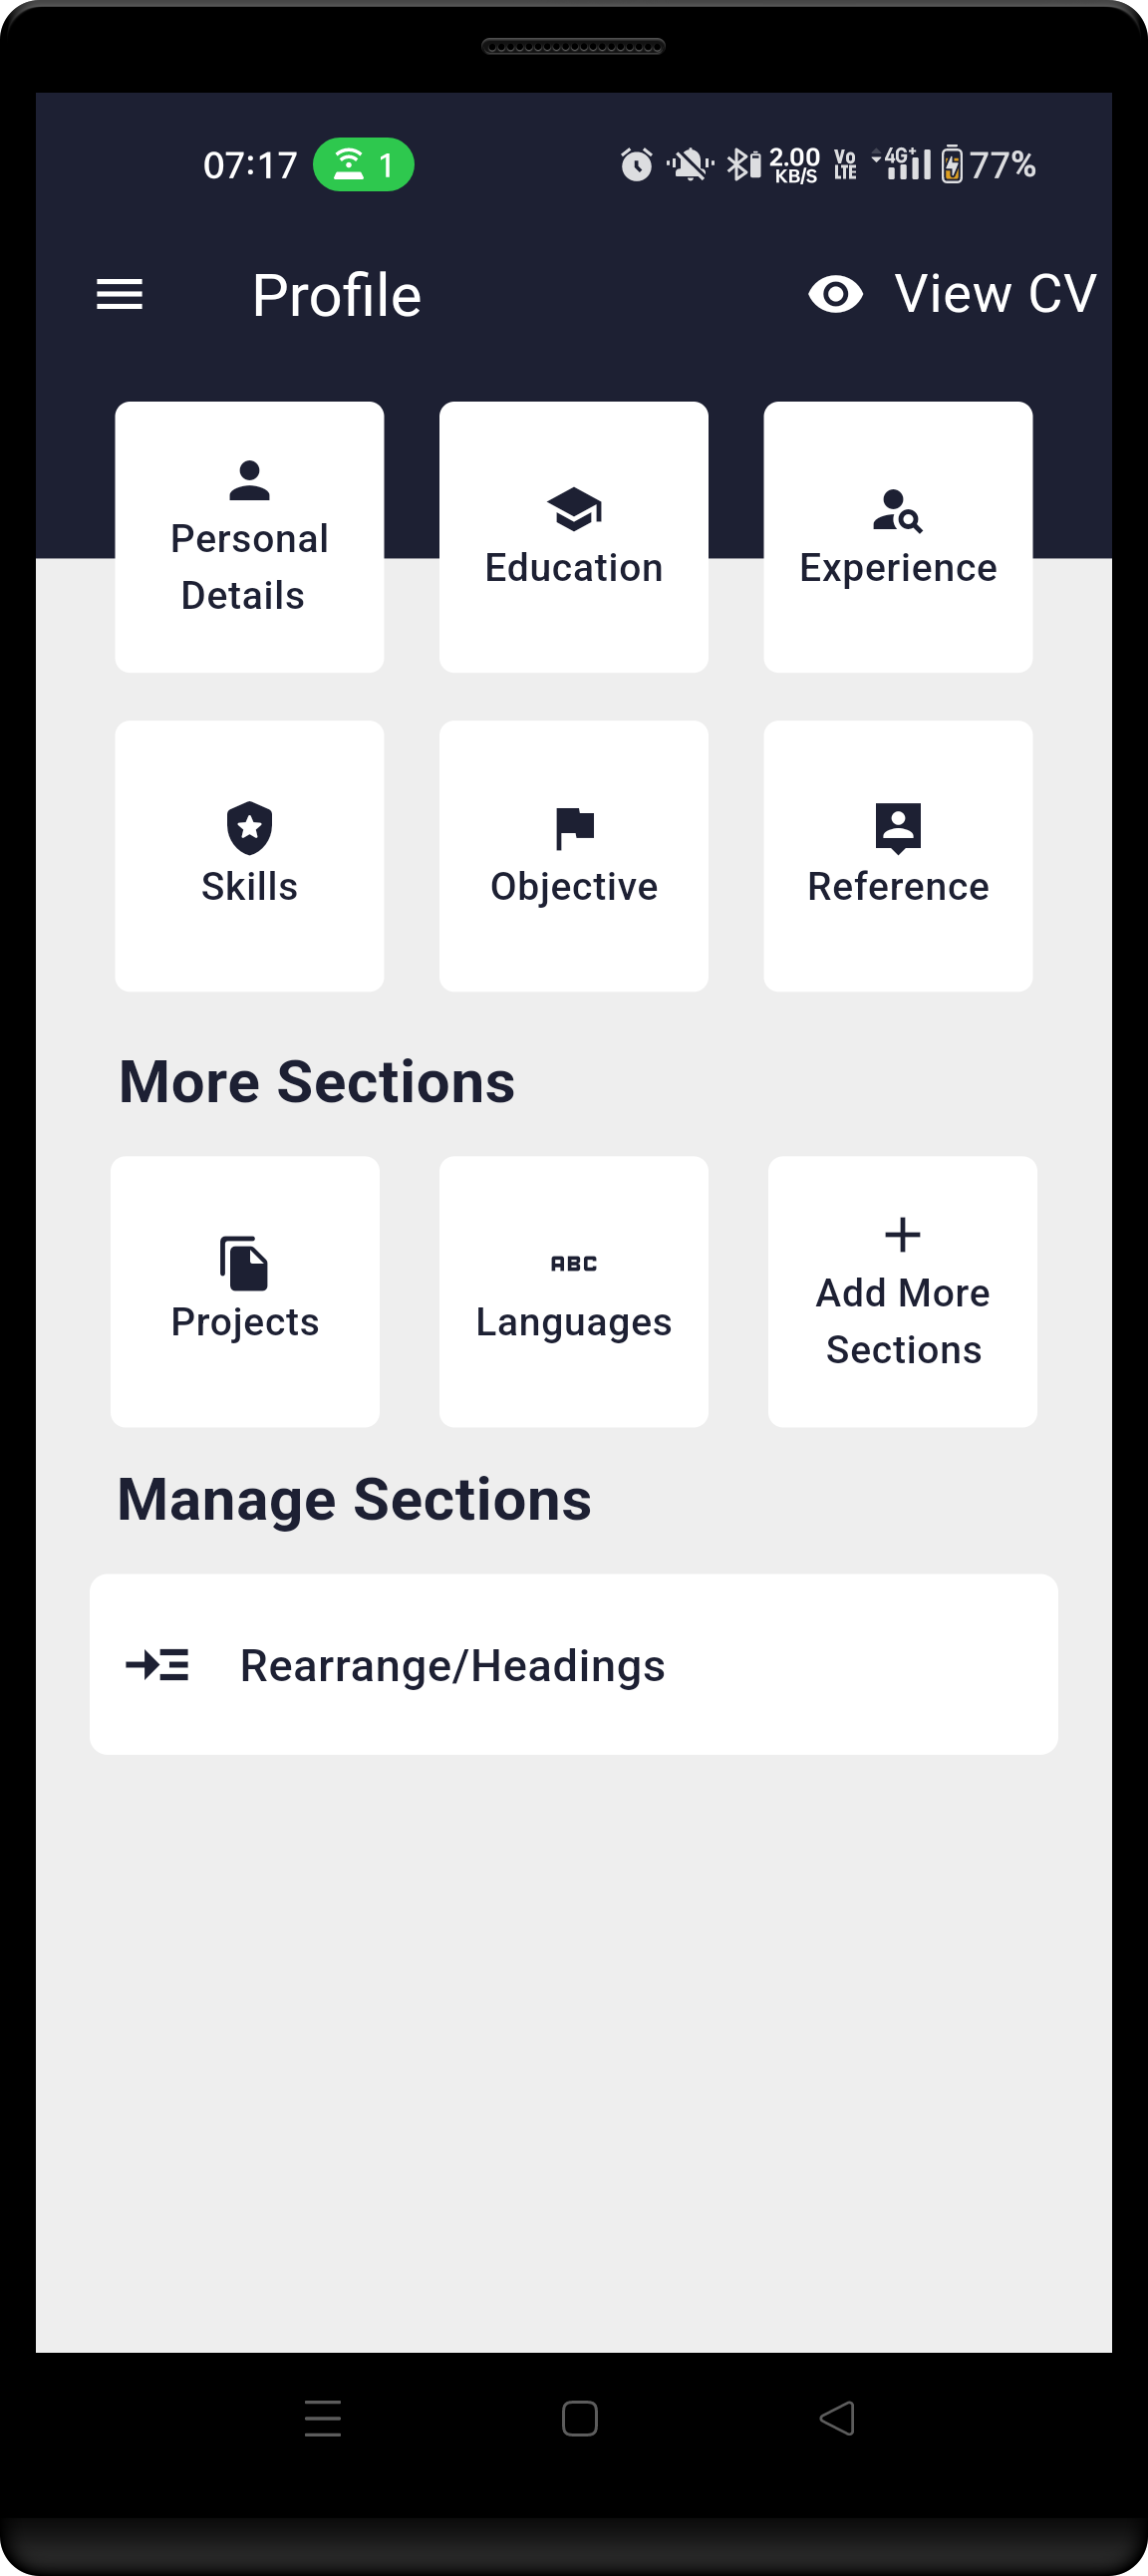 07:17 1 2.00 KB/S Vo LTE 4G+ 77%
Profile View CV
Personal
Details
Education
Experience
Skills
Objective
Reference
More Sections
Projects
ABC
Languages
Add More
Sections
Manage Sections
Rearrange/Headings